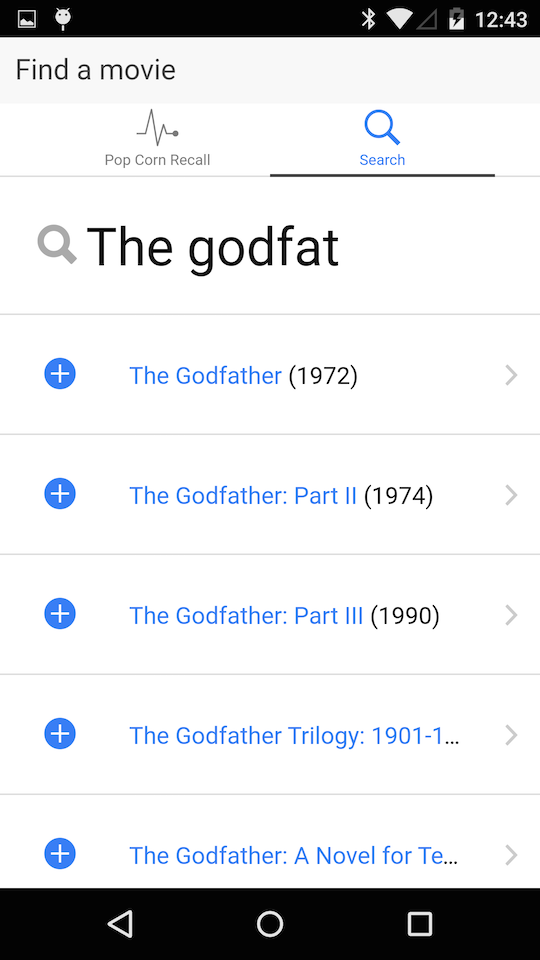 12:43
Find a movie
Pop Corn Recall
Search
The godfat
The Godfather (1972)
The Godfather: Part II (1974)
The Godfather: Part III (1990)
The Godfather Trilogy: 1901-1...
The Godfather: A Novel for Te...